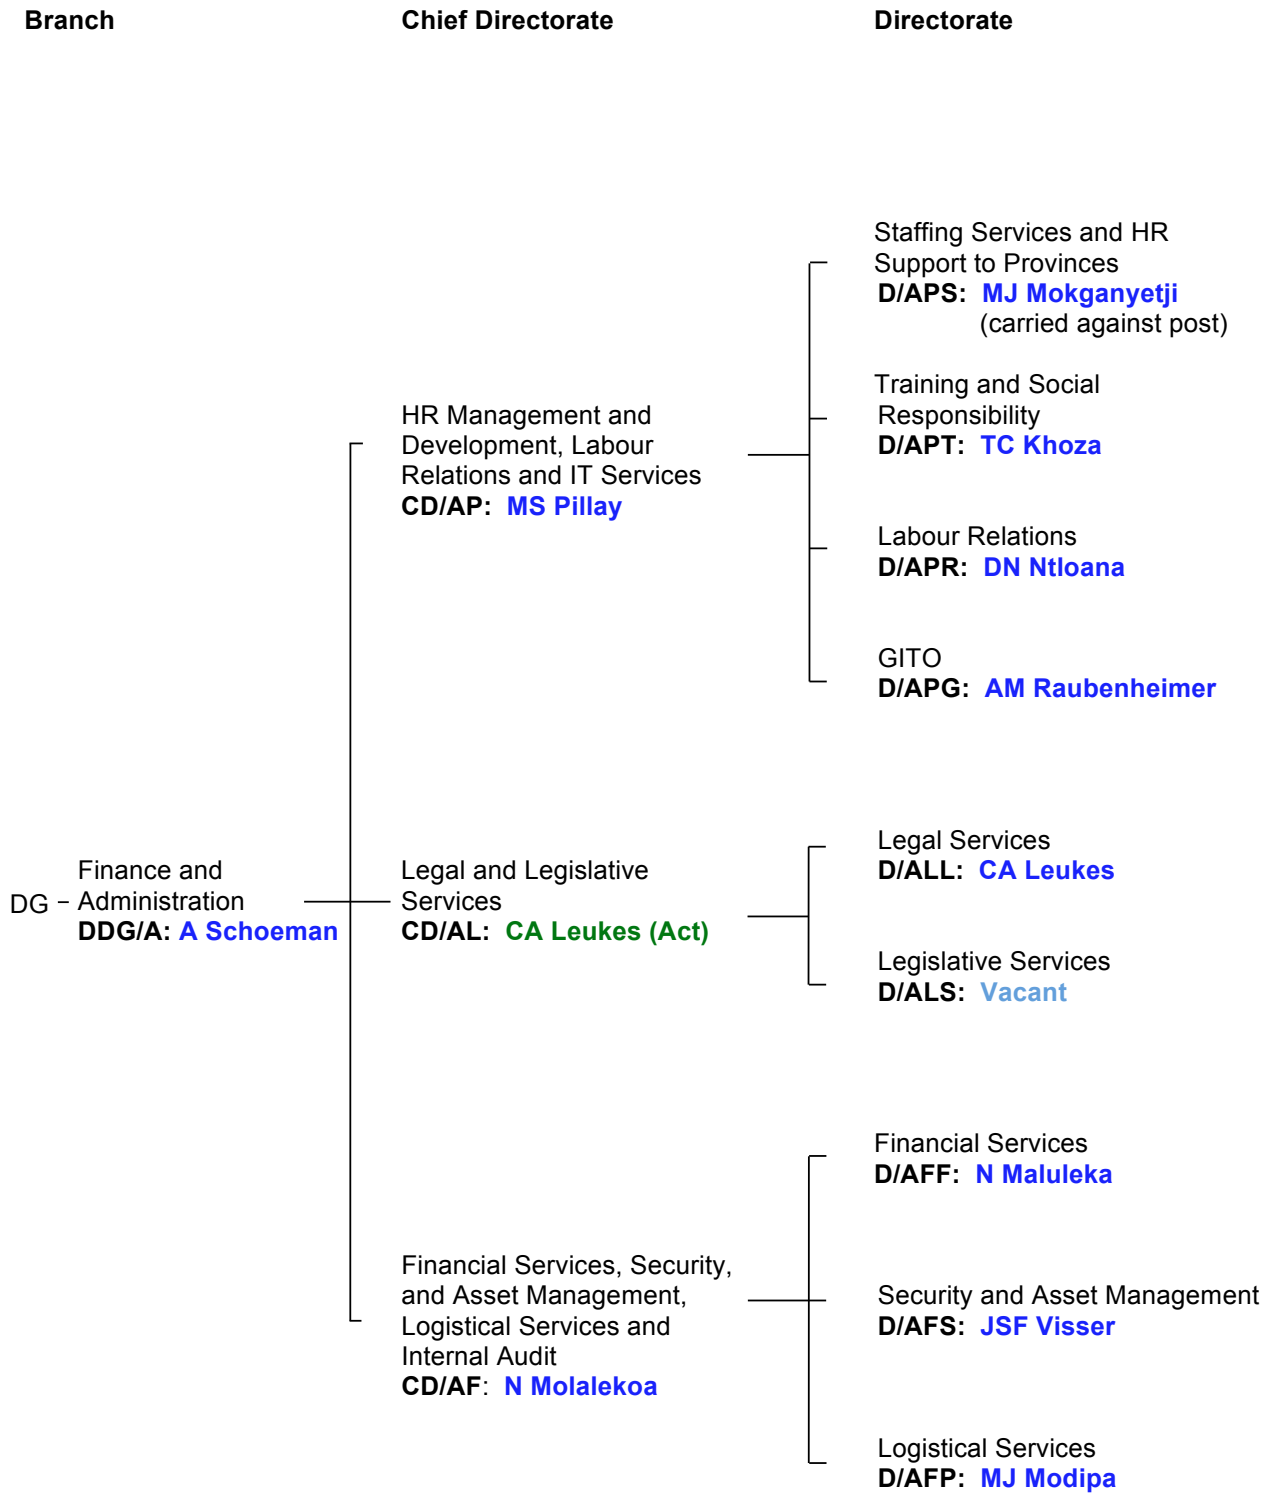 Branch
Chief Directorate
Directorate
Staffing Services and HR
Support to Provinces
D/APS: MJ Mokganyetji
(carried against post)
Training and Social
Responsibility
D/APT: TC Khoza
HR Management and
Development, Labour
Relations and IT Services
CD/AP: MS Pillay
Labour Relations
D/APR: DN Ntloana
GITO
D/APG: AM Raubenheimer
DG
Finance and
Administration
DDG/A: A Schoeman
Legal and Legislative
Services
CD/AL: CA Leukes (Act)
Legal Services
D/ALL: CA Leukes
Legislative Services
D/ALS: Vacant
Financial Services
D/AFF: N Maluleka
Financial Services, Security,
and Asset Management,
Logistical Services and
Internal Audit
CD/AF: N Molalekoa
Security and Asset Management
D/AFS: JSF Visser
Logistical Services
D/AFP: MJ Modipa